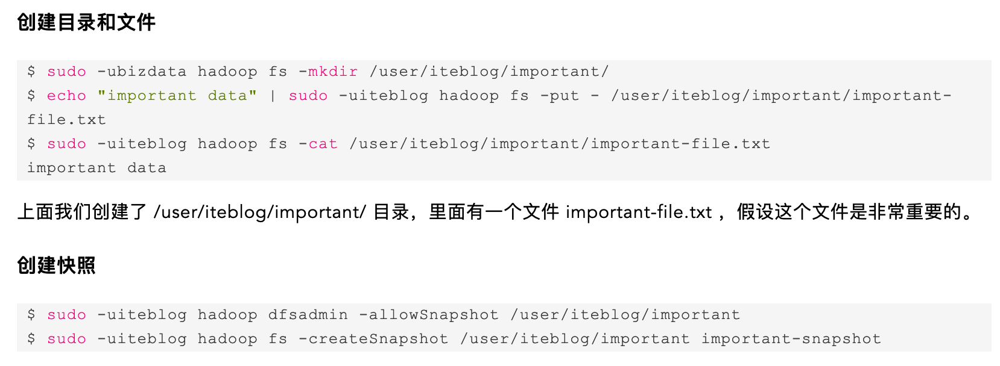 创建目录和文件
$ sudo -ubizdata hadoop fs -mkdir /user/iteblog/important/
$ echo "important data" | sudo -uiteblog hadoop fs -put - /user/iteblog/important/important-
file.txt
$ sudo -uiteblog hadoop fs -cat /user/iteblog/important/important-file.txt
important data
上面我们创建了 /user/iteblog/important/ 目录，里面有一个文件 important-file.txt ，假设这个文件是非常重要的。
创建快照
$ sudo -uiteblog hadoop dfsadmin -allowSnapshot /user/iteblog/important
$ sudo -uiteblog hadoop fs -createSnapshot /user/iteblog/important important-snapshot